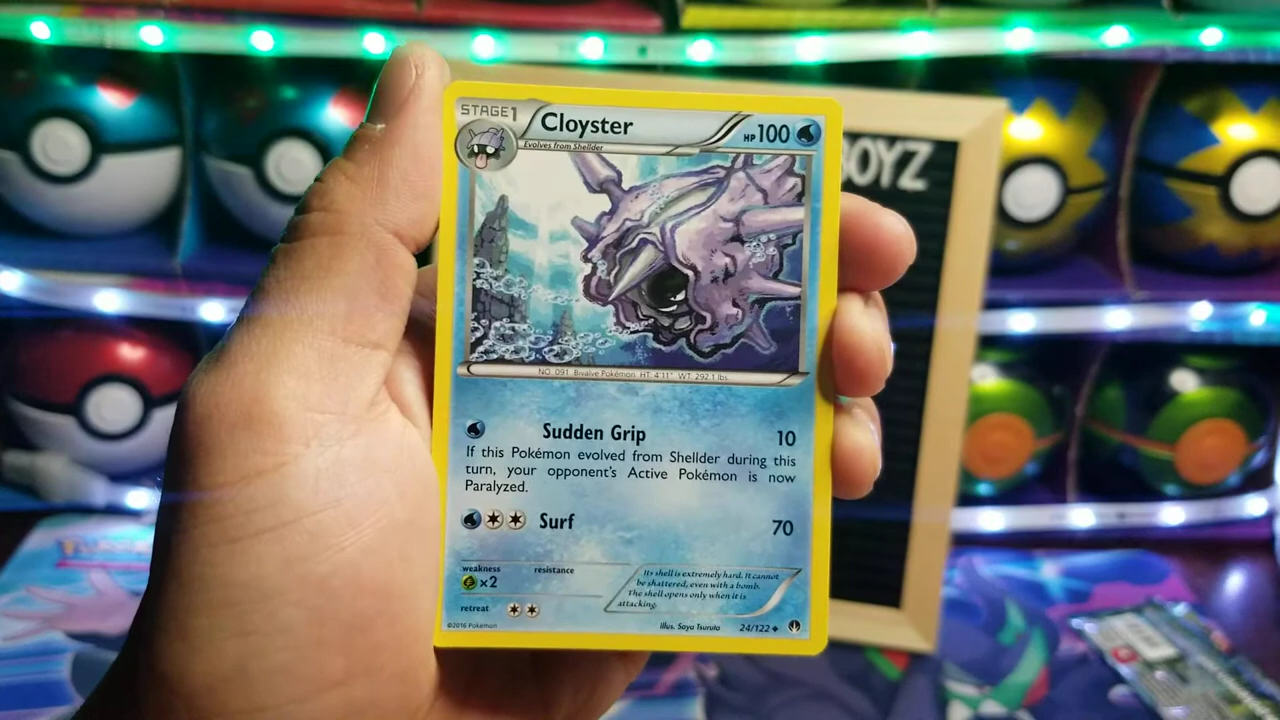 STAGE1
Cloyster
HP100
Evolves from Shellder
OYZ
NO. 091 Bivalve Pokémon HT: 4'11" WT: 292.1 lbs.
Sudden Grip 10
If this Pokémon evolved from Shellder during this
turn, your opponent's Active Pokémon is now
Paralyzed.
Surf 70
weakness resistance
×2
retreat
Its shell is extremely hard. It cannot
be shattered, even with a bomb.
The shell opens only when it is
attacking.
©2016 Pokémon
Illus. Saya Tsuruta
24/122